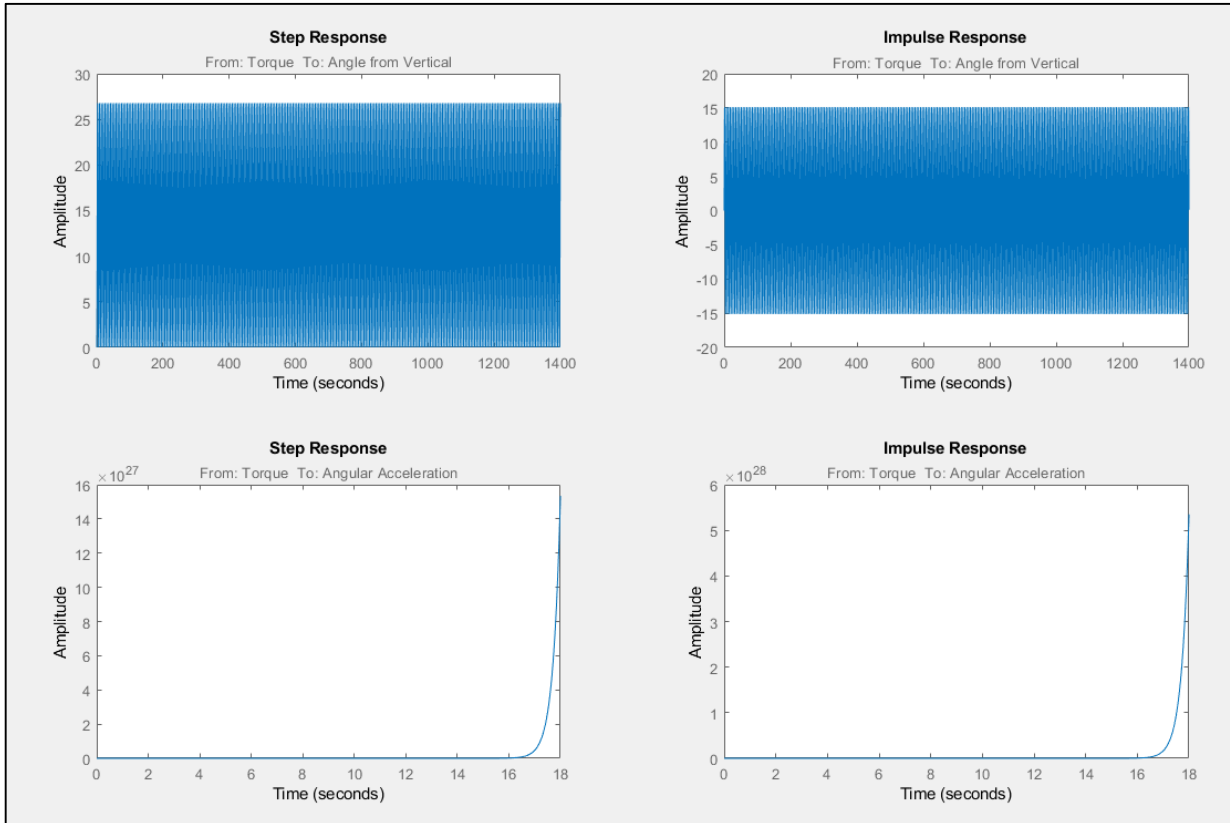 Step Response
From: Torque To: Angle from Vertical
30
25
20
15
10
5
0
Amplitude
0 200 400 600 800 1000 1200 1400
Time (seconds)
Impulse Response
From: Torque To: Angle from Vertical
20
15
10
5
0
-5
-10
-15
-20
Amplitude
0 200 400 600 800 1000 1200 1400
Time (seconds)
Step Response
From: Torque To: Angular Acceleration
×10^27
16
14
12
10
8
6
4
2
0
Amplitude
0 2 4 6 8 10 12 14 16 18
Time (seconds)
Impulse Response
From: Torque To: Angular Acceleration
×10^28
6
5
4
3
2
1
0
Amplitude
0 2 4 6 8 10 12 14 16 18
Time (seconds)